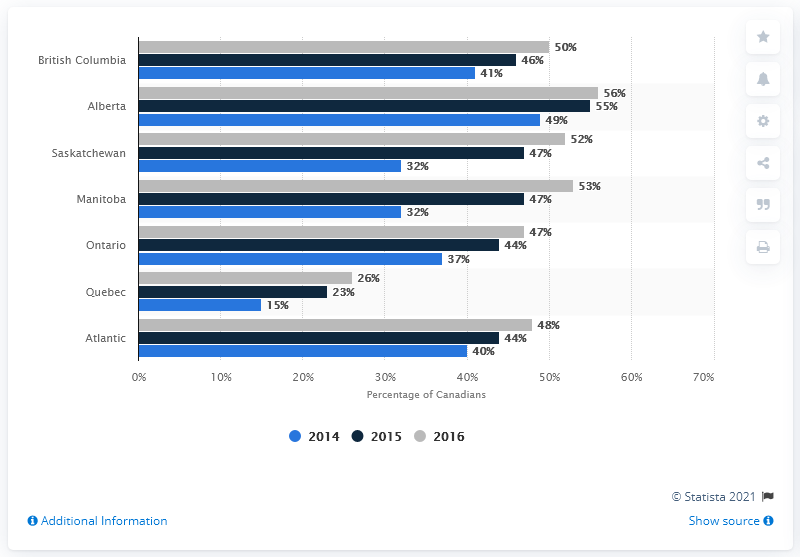 British Columbia
50%
46%
41%
Alberta
56%
55%
49%
Saskatchewan
52%
47%
32%
Manitoba
53%
47%
32%
Ontario
47%
44%
37%
Quebec
26%
23%
15%
Atlantic
48%
44%
40%
0% 10% 20% 30% 40% 50% 60% 70%
Percentage of Canadians
2014 2015 2016
© Statista 2021
Additional Information
Show source